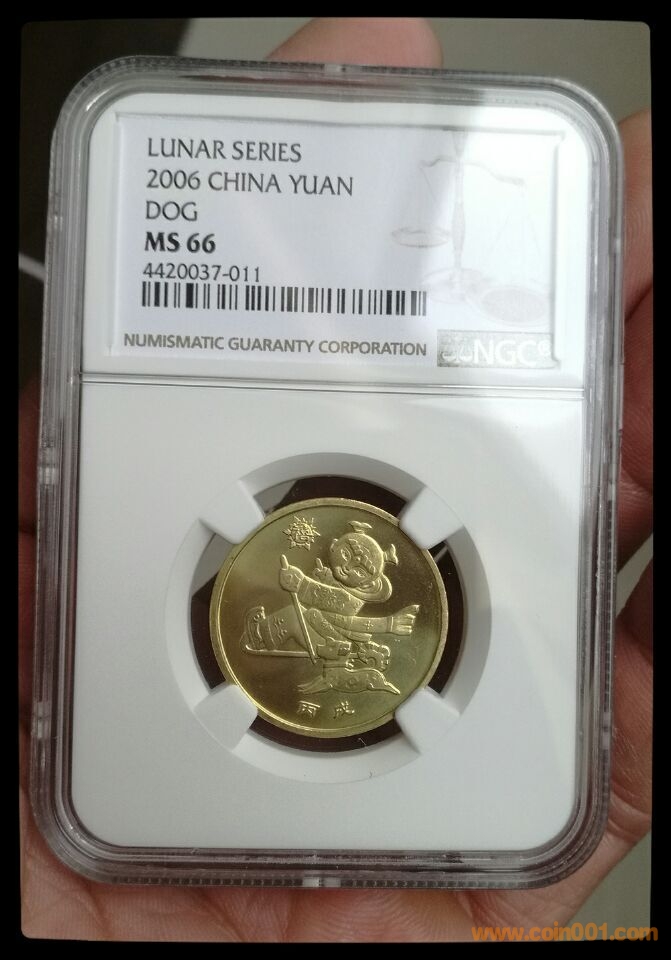 LUNAR SERIES
2006 CHINA YUAN
DOG
MS 66
4420037-011
NUMISMATIC GUARANTY CORPORATION
NGC®
丙戌
www.coin001.com